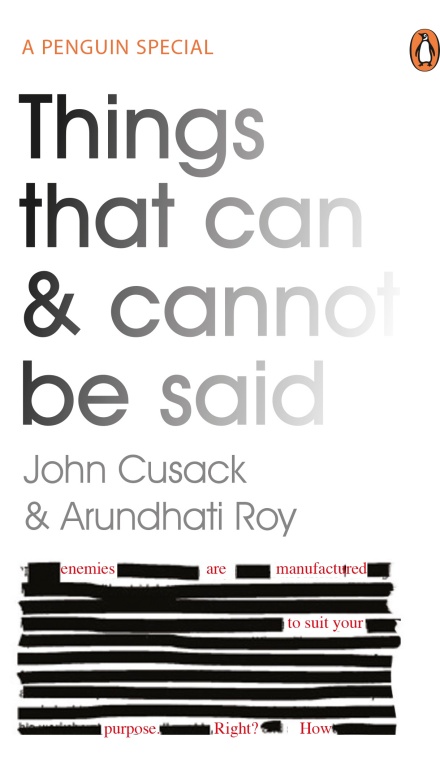 A PENGUIN SPECIAL
Things
that can
& cannot
be said
John Cusack
& Arundhati Roy
enemies are manufactured
to suit your
purpose. Right? How